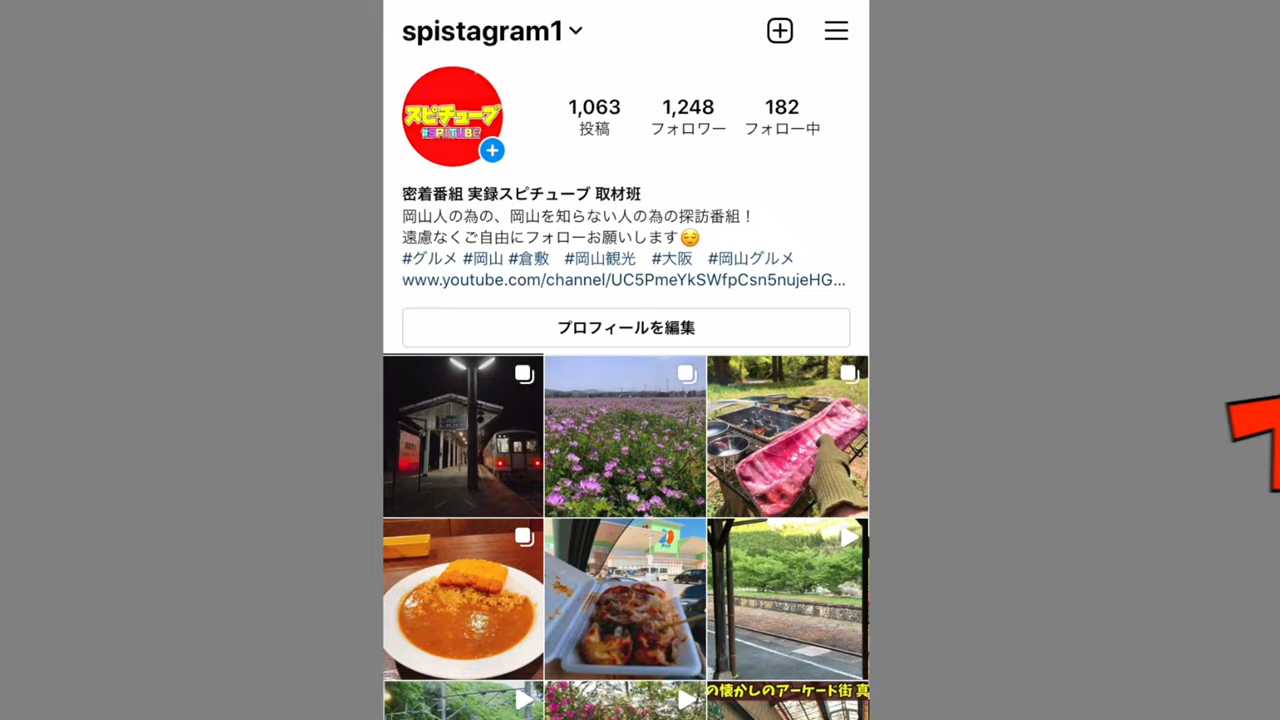 spistagram1
スピチューブ
#SPITUBE
1,063
投稿
1,248
フォロワー
182
フォロー中
密着番組 実録スピチューブ 取材班
岡山人の為の、岡山を知らない人の為の探訪番組！
遠慮なくご自由にフォローお願いします😌
#グルメ #岡山 #倉敷 #岡山観光 #大阪 #岡山グルメ
www.youtube.com/channel/UC5PmeYkSWfpCsn5nujeHG...
プロフィールを編集
の懐かしのアーケード街 真